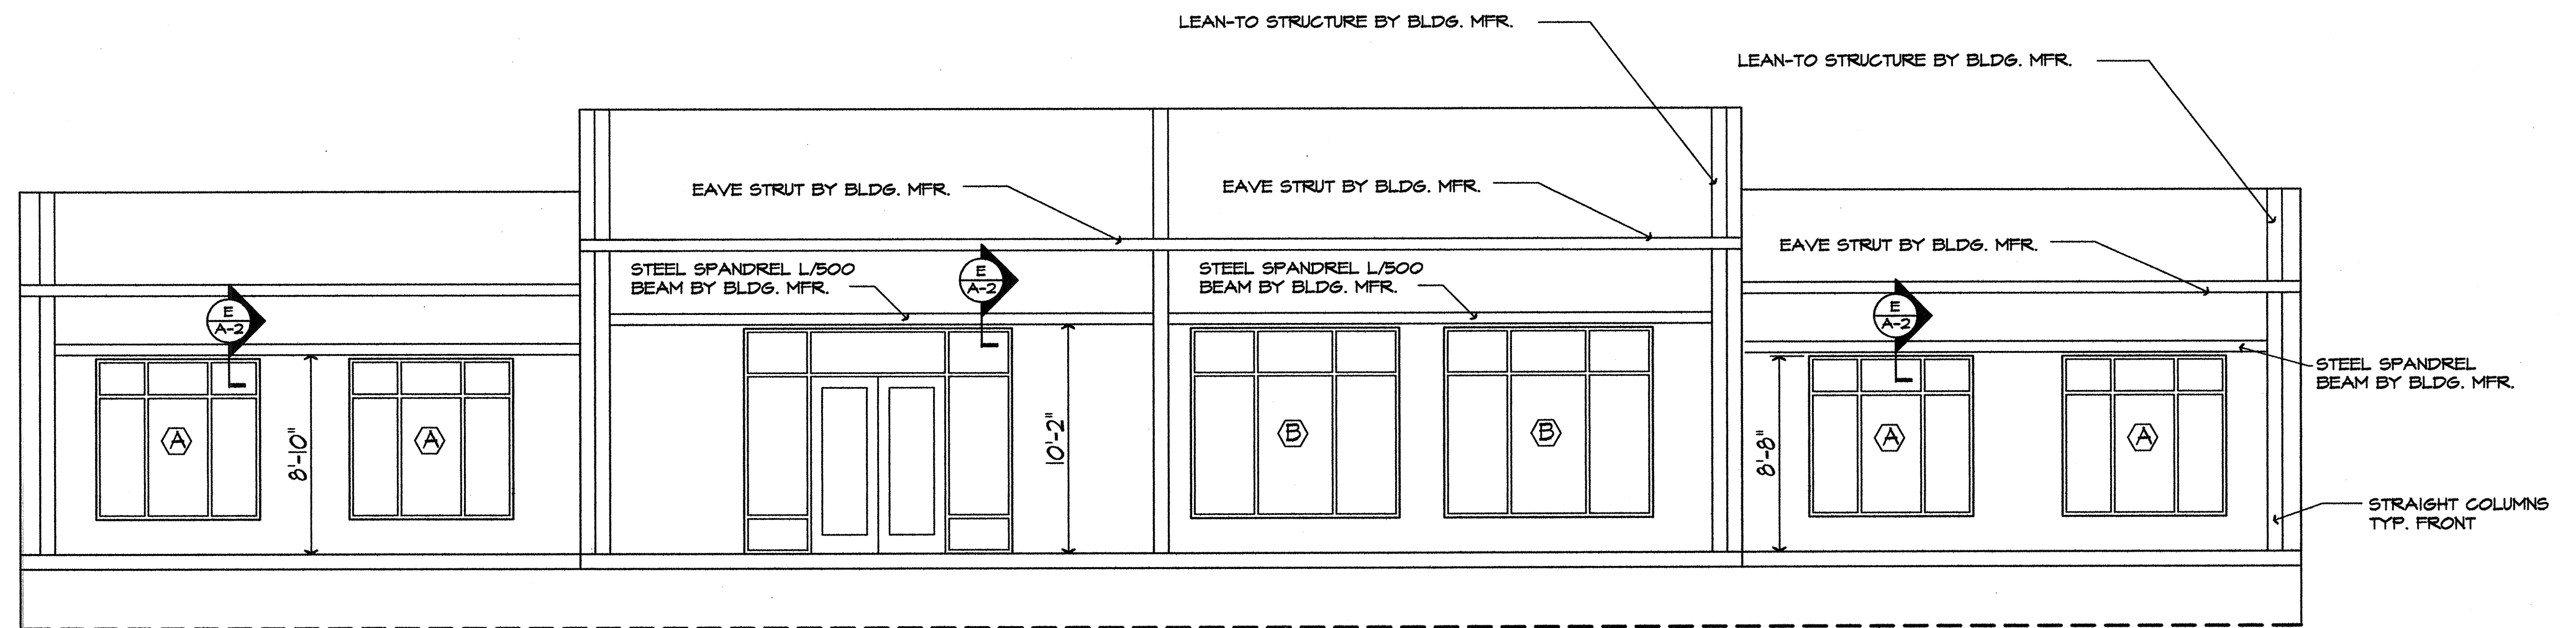 LEAN-TO STRUCTURE BY BLDG. MFR.
LEAN-TO STRUCTURE BY BLDG. MFR.
EAVE STRUT BY BLDG. MFR.
EAVE STRUT BY BLDG. MFR.
EAVE STRUT BY BLDG. MFR.
STEEL SPANDREL L/500
BEAM BY BLDG. MFR.
E
A-2
STEEL SPANDREL L/500
BEAM BY BLDG. MFR.
E
A-2
E
A-2
STEEL SPANDREL
BEAM BY BLDG. MFR.
A
8'-10"
A
10'-2"
B
B
8'-8"
A
A
STRAIGHT COLUMNS
TYP. FRONT